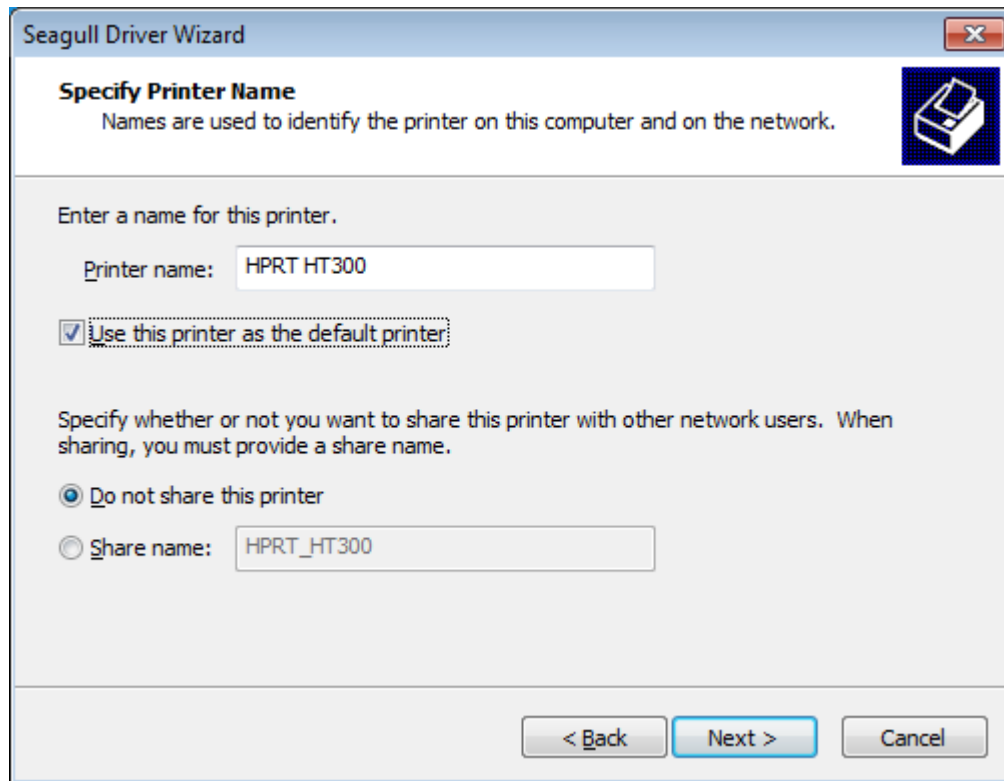 Seagull Driver Wizard
Specify Printer Name
Names are used to identify the printer on this computer and on the network.
Enter a name for this printer.
Printer name: HPRT HT300
Use this printer as the default printer
Specify whether or not you want to share this printer with other network users.  When
sharing, you must provide a share name.
Do not share this printer
Share name: HPRT_HT300
< Back Next > Cancel